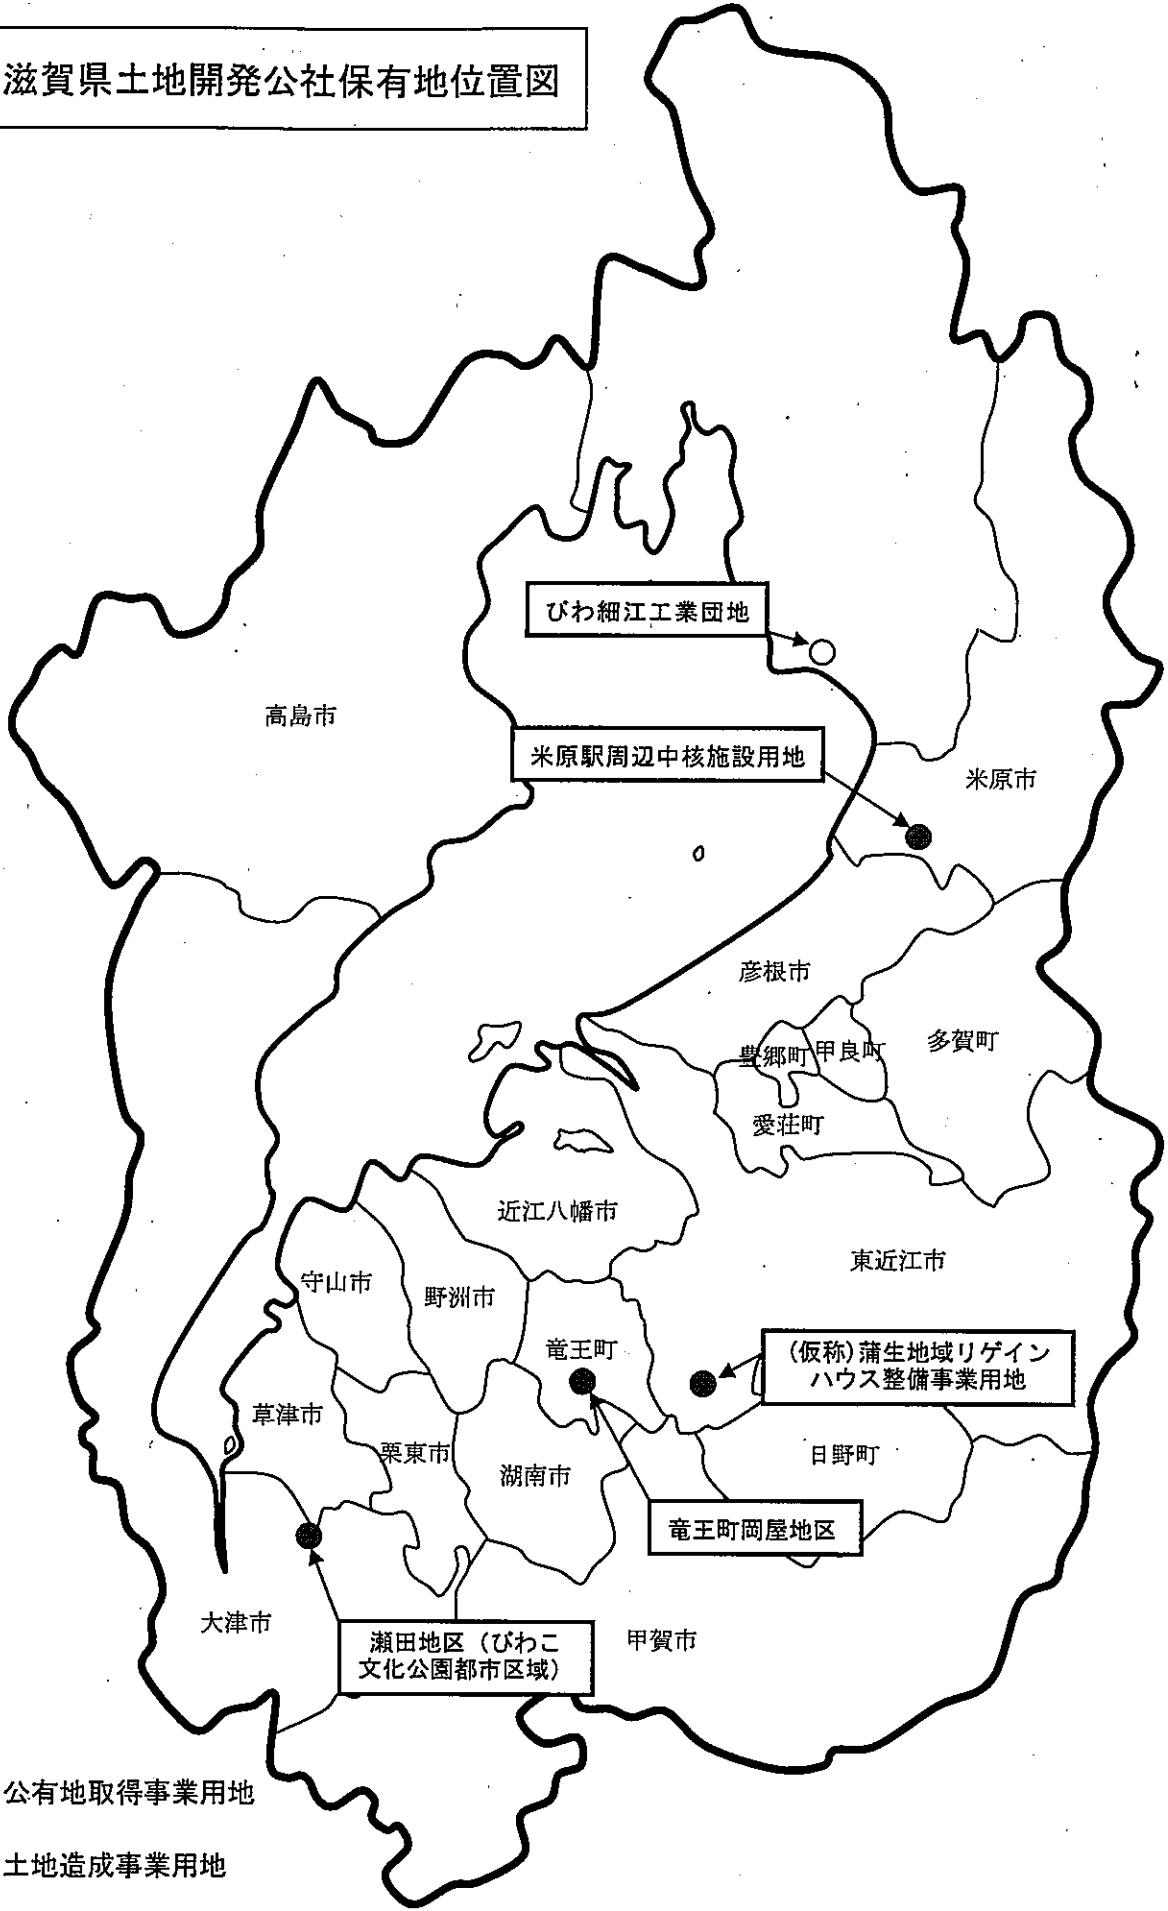 滋賀県土地開発公社保有地位置図
びわ細江工業団地
高島市
米原駅周辺中核施設用地
米原市
彦根市
豊郷町
甲良町
多賀町
愛荘町
近江八幡市
東近江市
守山市
野洲市
竜王町
(仮称)蒲生地域リゲイン
ハウス整備事業用地
草津市
栗東市
湖南市
日野町
竜王町岡屋地区
大津市
瀬田地区（びわこ
文化公園都市区域）
甲賀市
公有地取得事業用地
土地造成事業用地